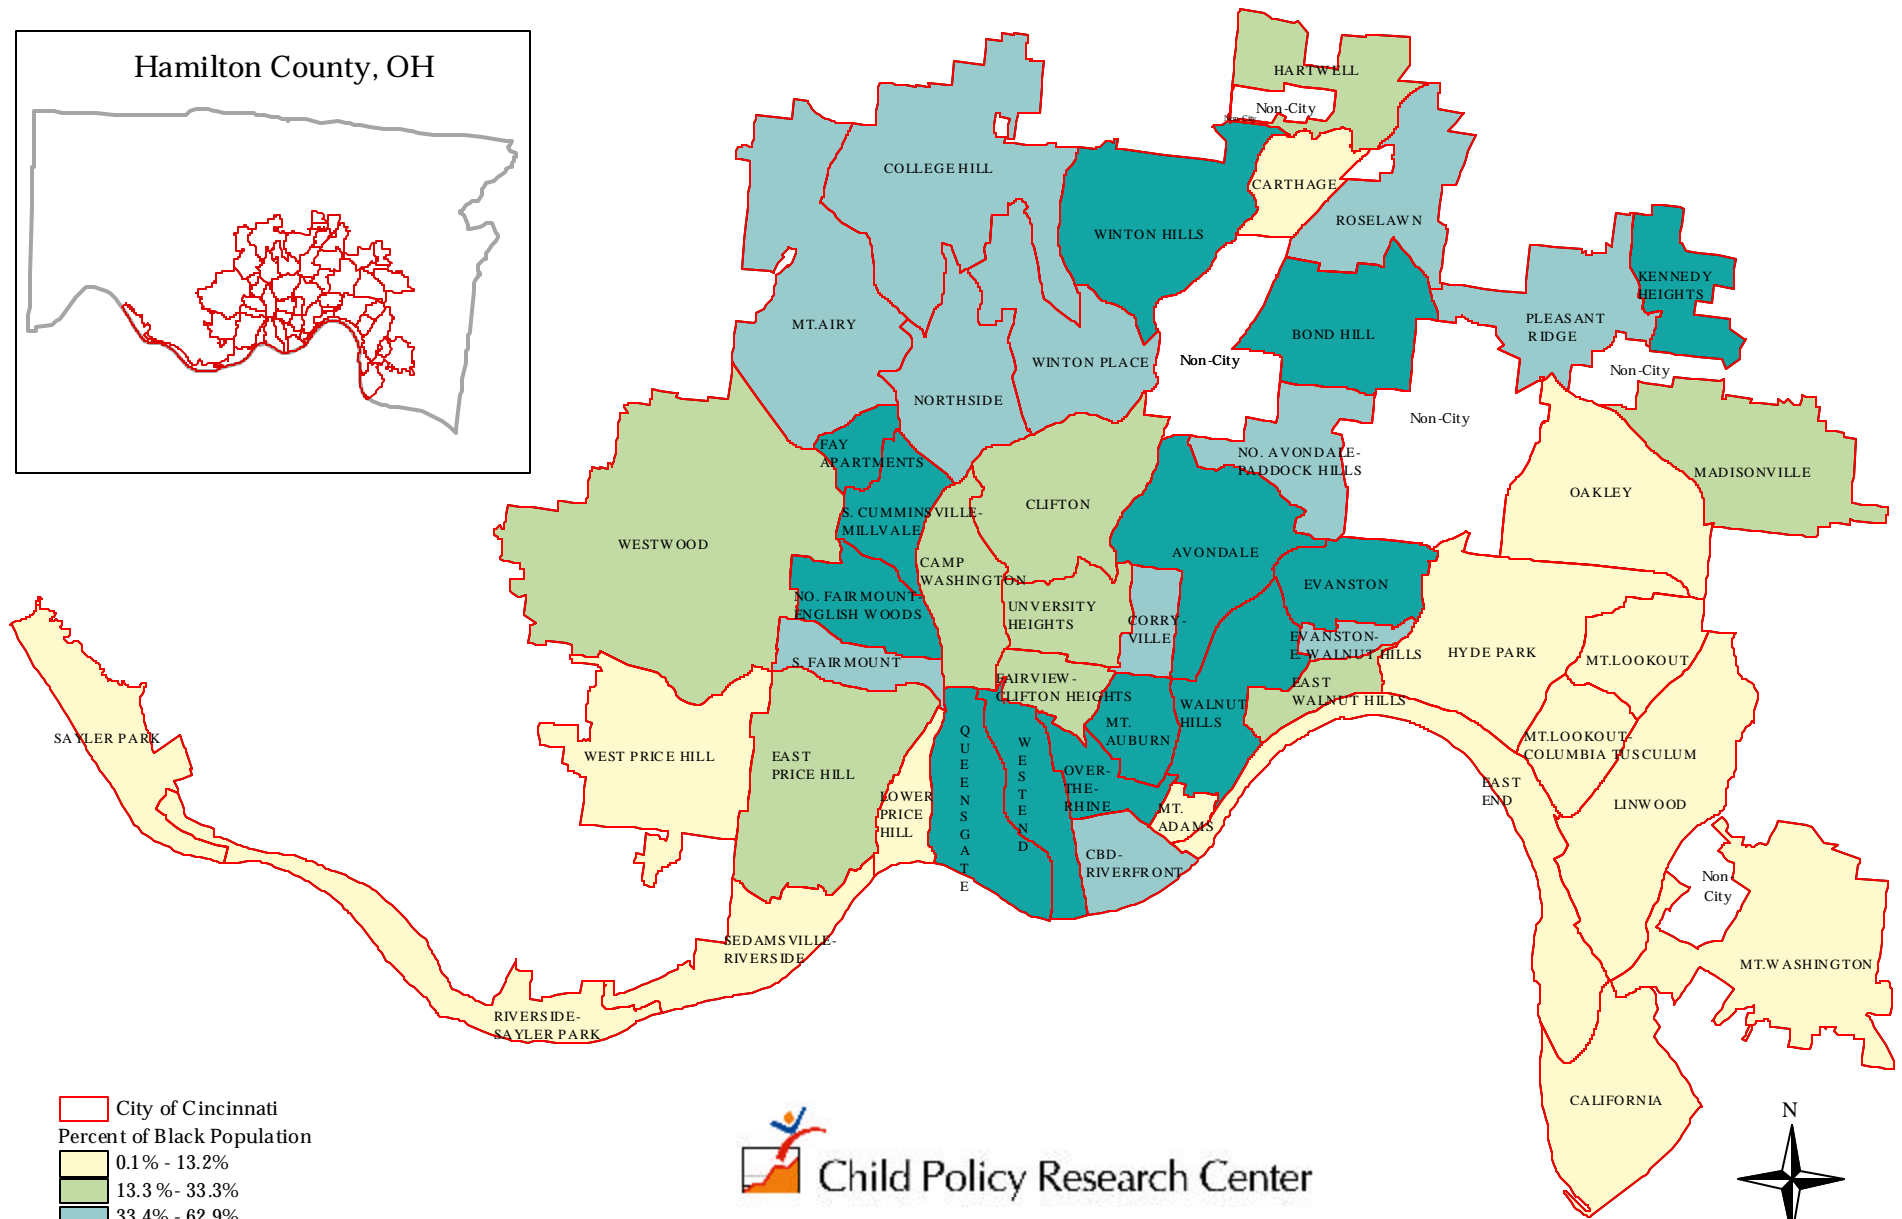 Hamilton County, OH
HARTWELL
Non-City
Non-City
COLLEGE HILL
CARTHAGE
ROSELAWN
WINTON HILLS
KENNEDY
HEIGHTS
MT.AIRY
PLEASANT
RIDGE
BOND HILL
WINTON PLACE
Non-City
Non-City
NORTHSIDE
Non-City
FAY
APARTMENTS
NO. AVONDALE-
PADDOCK HILLS
MADISONVILLE
OAKLEY
CLIFTON
S. CUMMINSVILLE-
MILLVALE
WESTWOOD
AVONDALE
CAMP
WASHINGTON
EVANSTON
NO. FAIRMOUNT-
ENGLISH WOODS
UNVERSITY
HEIGHTS
CORRY-
VILLE
EVANSTON-
E. WALNUT HILLS
HYDE PARK
MT.LOOKOUT
S. FAIRMOUNT
FAIRVIEW-
CLIFTON HEIGHTS
EAST
WALNUT HILLS
WALNUT
HILLS
MT.
AUBURN
SAYLER PARK
WEST PRICE HILL
EAST
PRICE HILL
QUEENSGATE
WEST END
MT.LOOKOUT-
COLUMBIA TUSCULUM
OVER-
THE-
RHINE
EAST
END
LINWOOD
LOWER
PRICE
HILL
MT.
ADAMS
CBD-
RIVERFRONT
Non
City
SEDAMSVILLE-
RIVERSIDE
MT.WASHINGTON
RIVERSIDE-
SAYLER PARK
CALIFORNIA
City of Cincinnati
Percent of Black Population
0.1% - 13.2%
13.3 %- 33.3%
33.4% - 62.9%
Child Policy Research Center
N